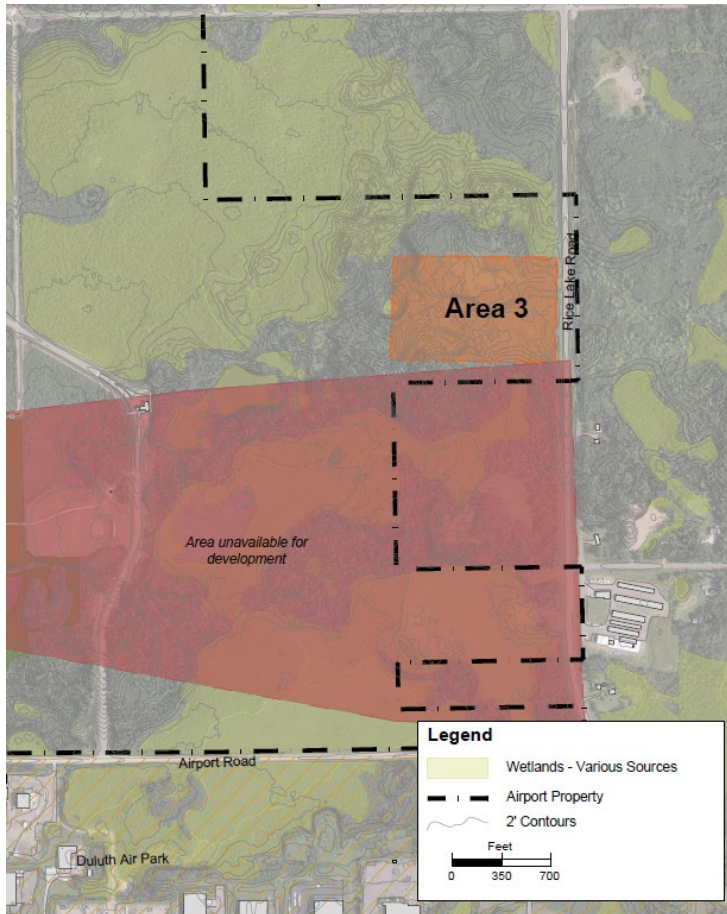 Rice Lake Road
Area 3
Area unavailable for
development
Airport Road
Duluth Air Park
Legend
Wetlands - Various Sources
Airport Property
2' Contours
Feet
0 350 700